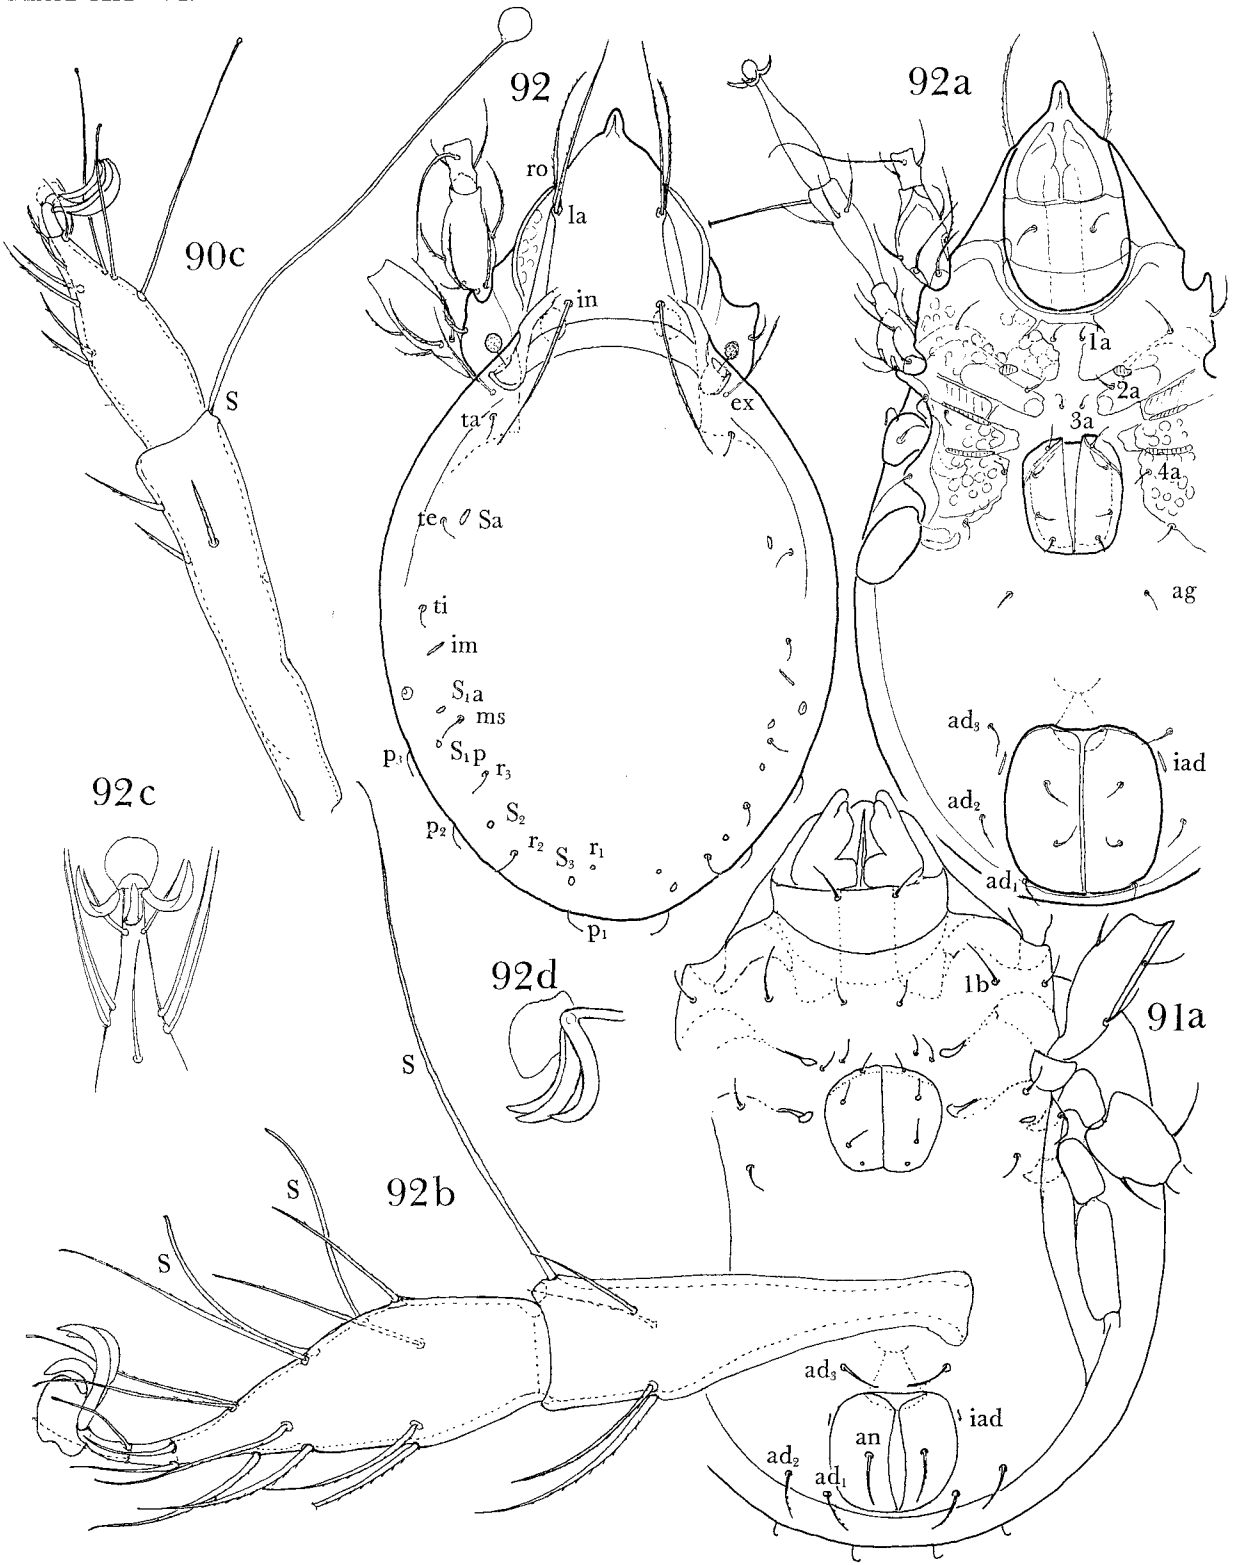 92
92a
90c
ro
la
in
S
ta
ex
1a
2a
3a
4a
te
Sa
ti
im
ag
S₁a
ms
S₁p
p₃
r₃
ad₃
iad
92c
S₂
p₂
r₂
S₃
r₁
ad₂
ad₁
p₁
92d
1b
91a
S
92b
S
S
ad₃
iad
an
ad₂
ad₁